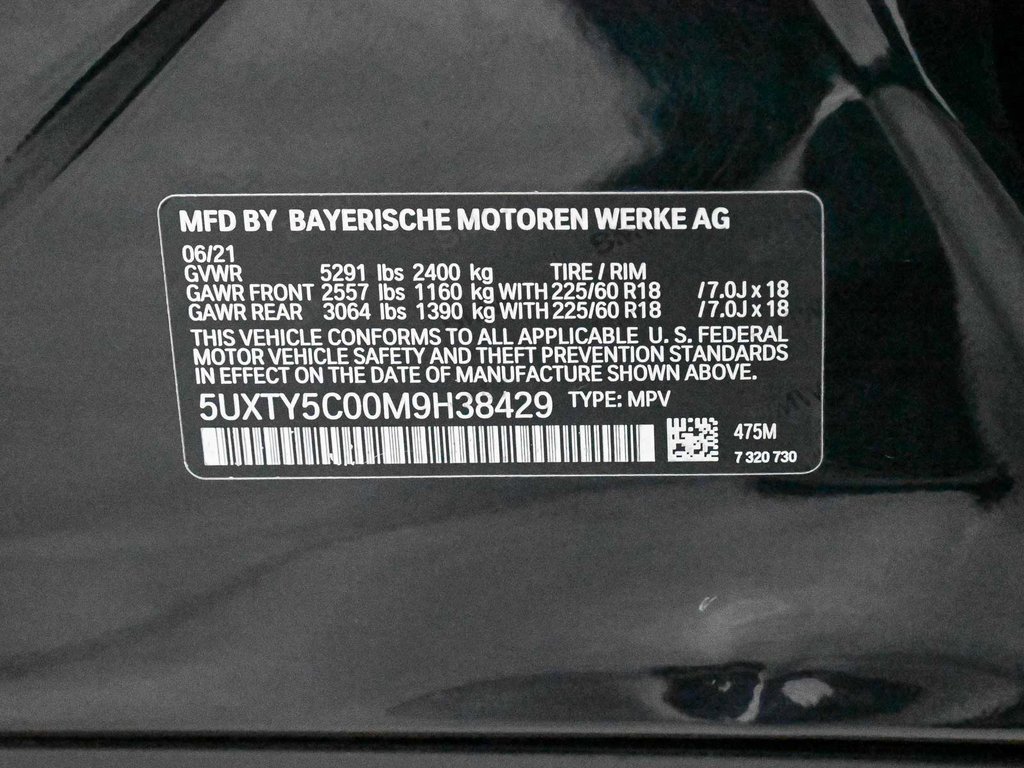 MFD BY BAYERISCHE MOTOREN WERKE AG
06/21
GVWR 5291 lbs 2400 kg TIRE / RIM
GAWR FRONT 2557 lbs 1160 kg WITH 225/60 R18 /7.0J x 18
GAWR REAR 3064 lbs 1390 kg WITH 225/60 R18 /7.0J x 18
THIS VEHICLE CONFORMS TO ALL APPLICABLE U. S. FEDERAL
MOTOR VEHICLE SAFETY AND THEFT PREVENTION STANDARDS
IN EFFECT ON THE DATE OF MANUFACTURE SHOWN ABOVE.
5UXTY5C00M9H38429 TYPE: MPV
475M
7 320 730